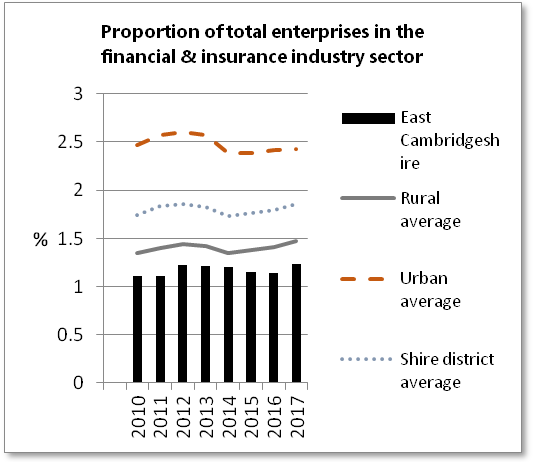 Proportion of total enterprises in the
financial & insurance industry sector
3
2.5
2
1.5
1
0.5
0
%
2010
2011
2012
2013
2014
2015
2016
2017
East
Cambridgesh
ire
Rural
average
Urban
average
Shire district
average